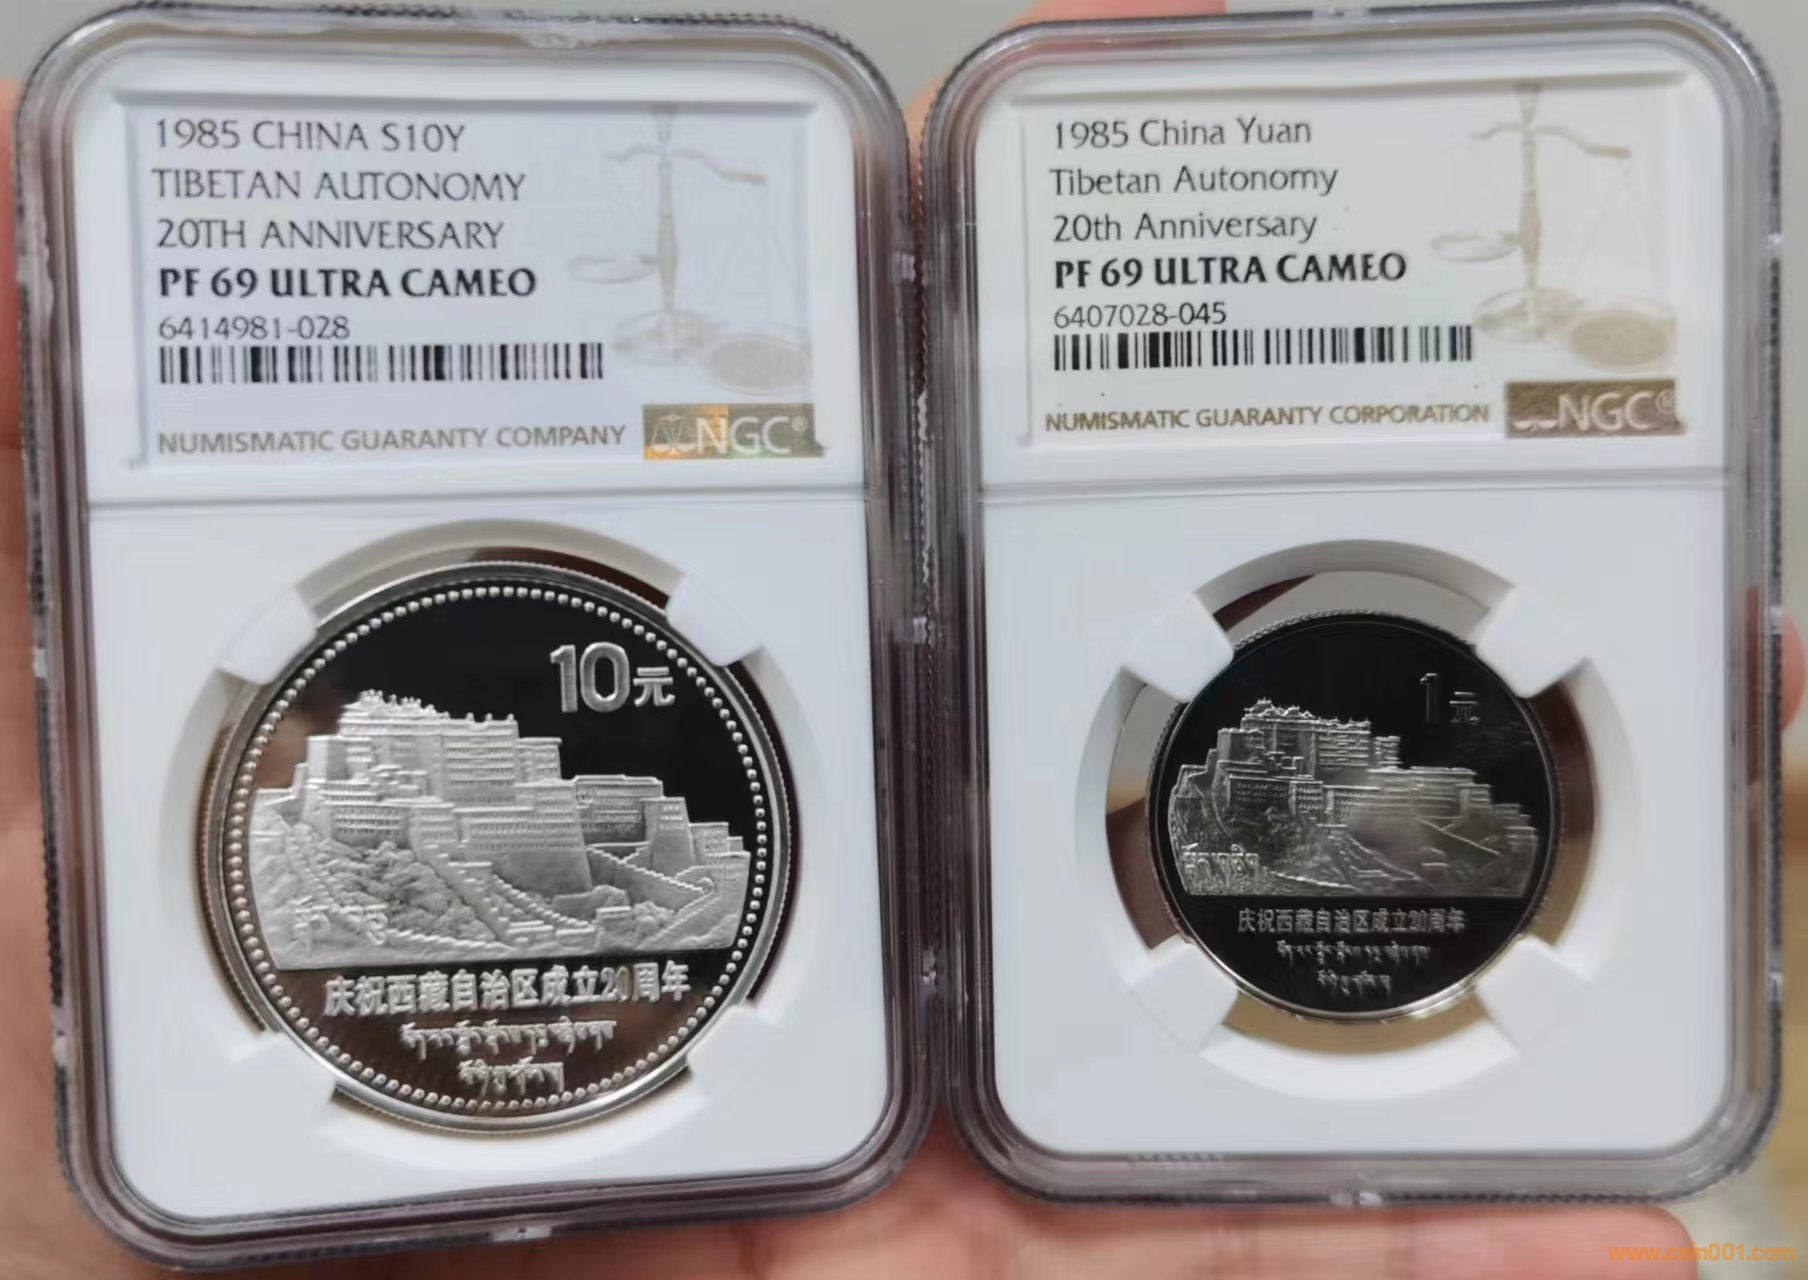 1985 CHINA S10Y
TIBETAN AUTONOMY
20TH ANNIVERSARY
PF 69 ULTRA CAMEO
6414981-028
NUMISMATIC GUARANTY COMPANY
NGC®
10元
庆祝西藏自治区成立20周年
1985 China Yuan
Tibetan Autonomy
20th Anniversary
PF 69 ULTRA CAMEO
6407028-045
NUMISMATIC GUARANTY CORPORATION
NGC®
1元
庆祝西藏自治区成立20周年